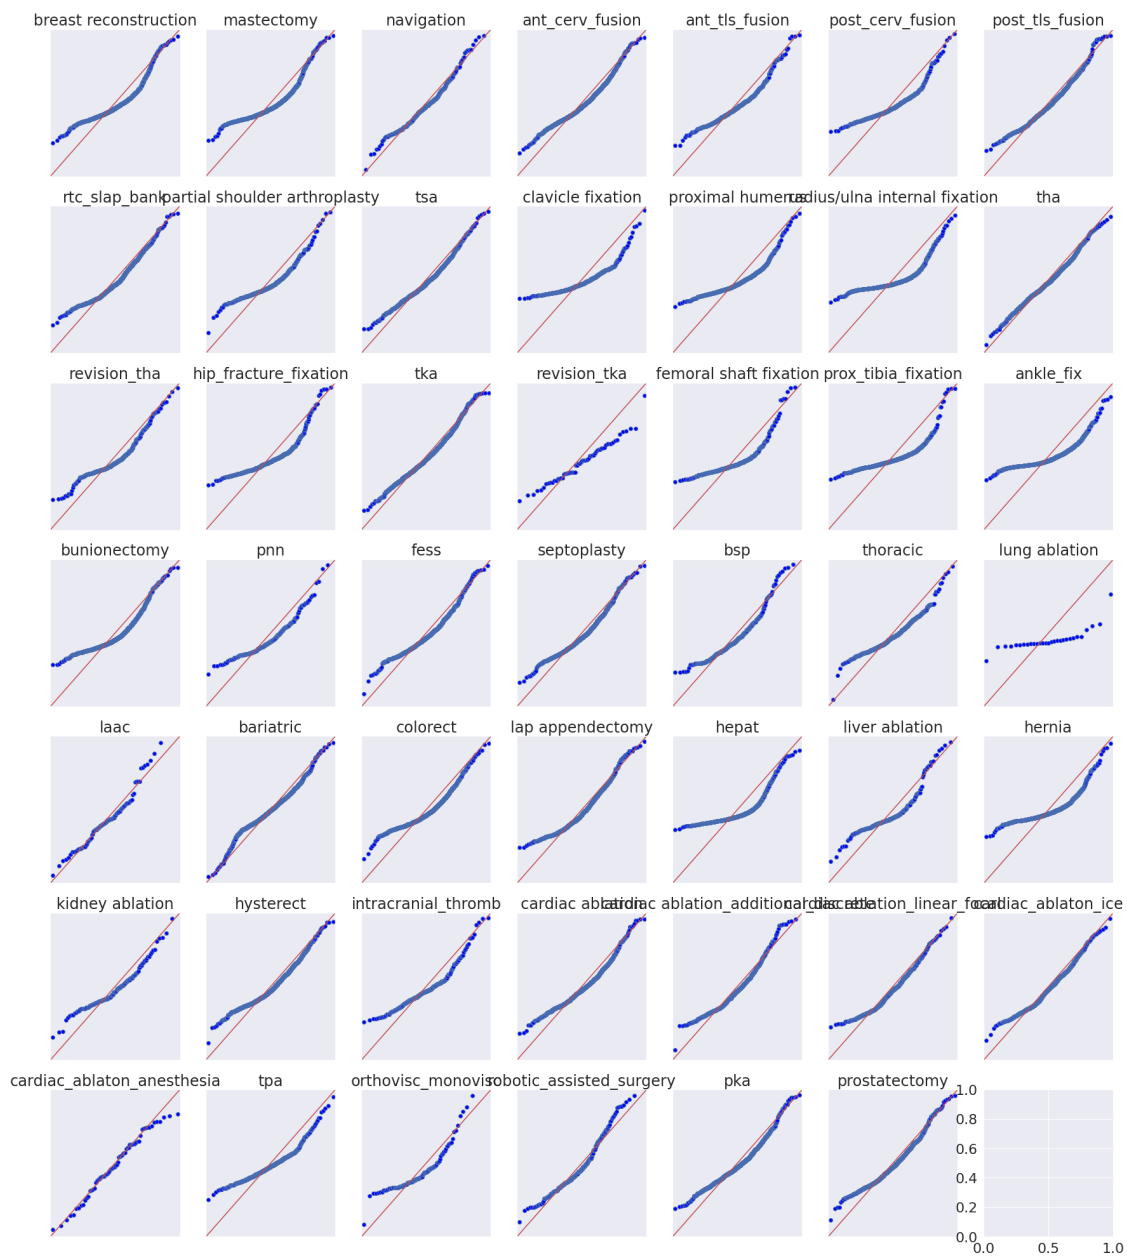 breast reconstruction mastectomy navigation ant_cerv_fusion ant_tls_fusion post_cerv_fusion post_tls_fusion
rtc_slap_bank partial shoulder arthroplasty tsa clavicle fixation proximal humerus radius/ulna internal fixation tha
revision_tha hip_fracture_fixation tka revision_tka femoral shaft fixation prox_tibia_fixation ankle_fix
bunionectomy pnn fess septoplasty bsp thoracic lung ablation
laac bariatric colorect lap appendectomy hepat liver ablation hernia
kidney ablation hysterect intracranial_thromb cardiac ablation cardiac ablation_additional_discrete cardiac ablation_linear_focal cardiac_ablaton_ice
cardiac_ablaton_anesthesia tpa orthovisc_monovisc robotic_assisted_surgery pka prostatectomy
1.0
0.8
0.6
0.4
0.2
0.0
0.0 0.5 1.0